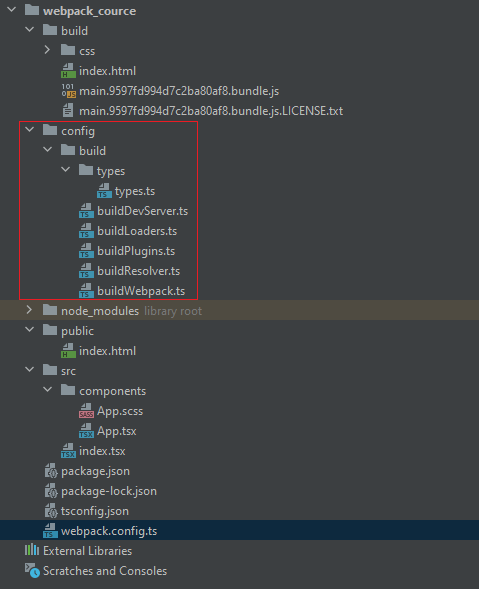 webpack_cource
build
css
index.html
main.9597fd994d7c2ba80af8.bundle.js
main.9597fd994d7c2ba80af8.bundle.js.LICENSE.txt
config
build
types
types.ts
buildDevServer.ts
buildLoaders.ts
buildPlugins.ts
buildResolver.ts
buildWebpack.ts
node_modules library root
public
index.html
src
components
App.scss
App.tsx
index.tsx
package.json
package-lock.json
tsconfig.json
webpack.config.ts
External Libraries
Scratches and Consoles